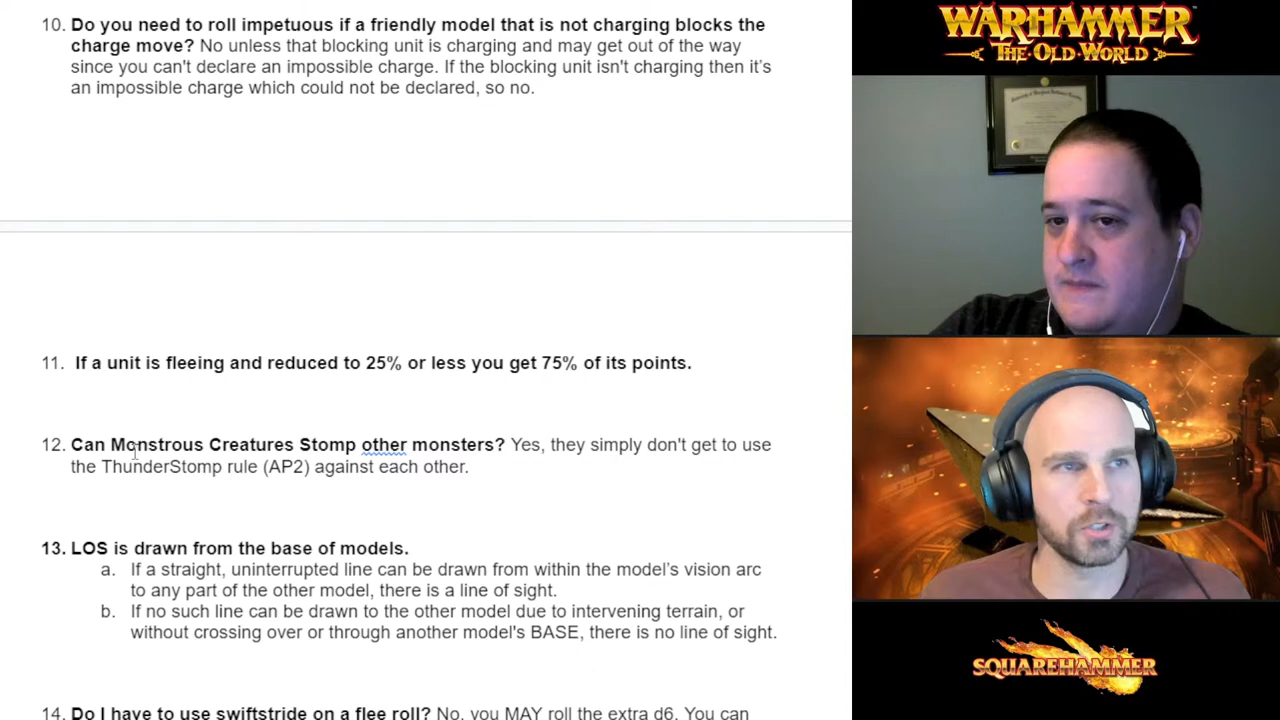 10. Do you need to roll impetuous if a friendly model that is not charging blocks the
charge move? No unless that blocking unit is charging and may get out of the way
since you can't declare an impossible charge. If the blocking unit isn't charging then it's
an impossible charge which could not be declared, so no.
11. If a unit is fleeing and reduced to 25% or less you get 75% of its points.
12. Can Monstrous Creatures Stomp other monsters? Yes, they simply don't get to use
the ThunderStomp rule (AP2) against each other.
13. LOS is drawn from the base of models.
a. If a straight, uninterrupted line can be drawn from within the model's vision arc
to any part of the other model, there is a line of sight.
b. If no such line can be drawn to the other model due to intervening terrain, or
without crossing over or through another model's BASE, there is no line of sight.
14. Do I have to use swiftstride on a flee roll? No, you MAY roll the extra d6. You can
WARHAMMER
THE·OLD·WORLD
SQUAREHAMMER